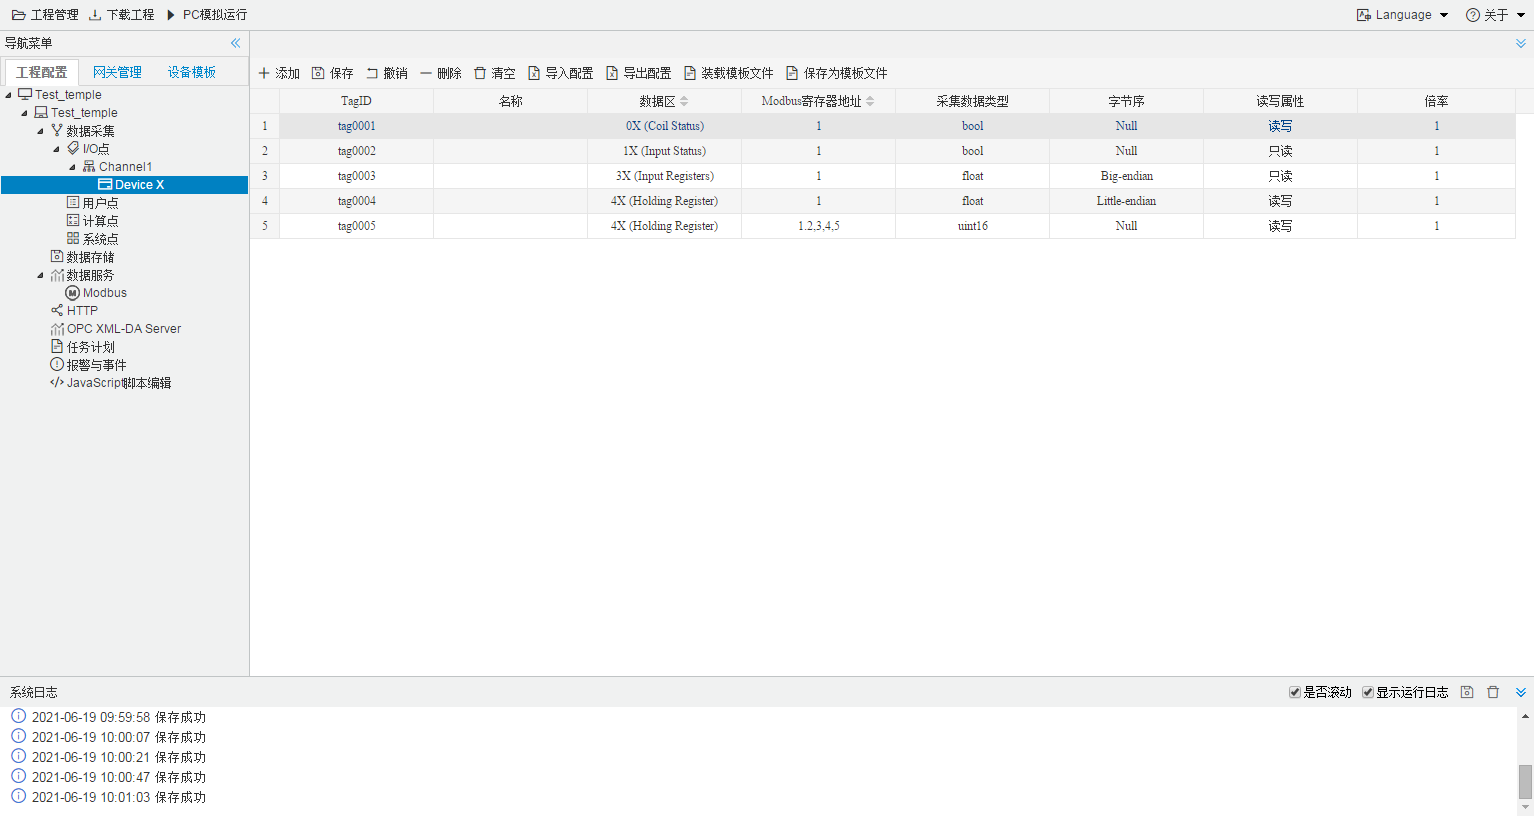 工程管理 下载工程 PC模拟运行 Language 关于
导航菜单
工程配置 网关管理 设备模板
添加 保存 撤销 删除 清空 导入配置 导出配置 装载模板文件 保存为模板文件
Test_temple
Test_temple
数据采集
I/O点
Channel1
Device X
用户点
计算点
系统点
数据存储
数据服务
Modbus
HTTP
OPC XML-DA Server
任务计划
报警与事件
JavaScript脚本编辑
TagID 名称 数据区 Modbus寄存器地址 采集数据类型 字节序 读写属性 倍率
1 tag0001 0X (Coil Status) 1 bool Null 读写 1
2 tag0002 1X (Input Status) 1 bool Null 只读 1
3 tag0003 3X (Input Registers) 1 float Big-endian 只读 1
4 tag0004 4X (Holding Register) 1 float Little-endian 读写 1
5 tag0005 4X (Holding Register) 1.2,3,4,5 uint16 Null 读写 1
系统日志 是否滚动 显示运行日志
2021-06-19 09:59:58 保存成功
2021-06-19 10:00:07 保存成功
2021-06-19 10:00:21 保存成功
2021-06-19 10:00:47 保存成功
2021-06-19 10:01:03 保存成功